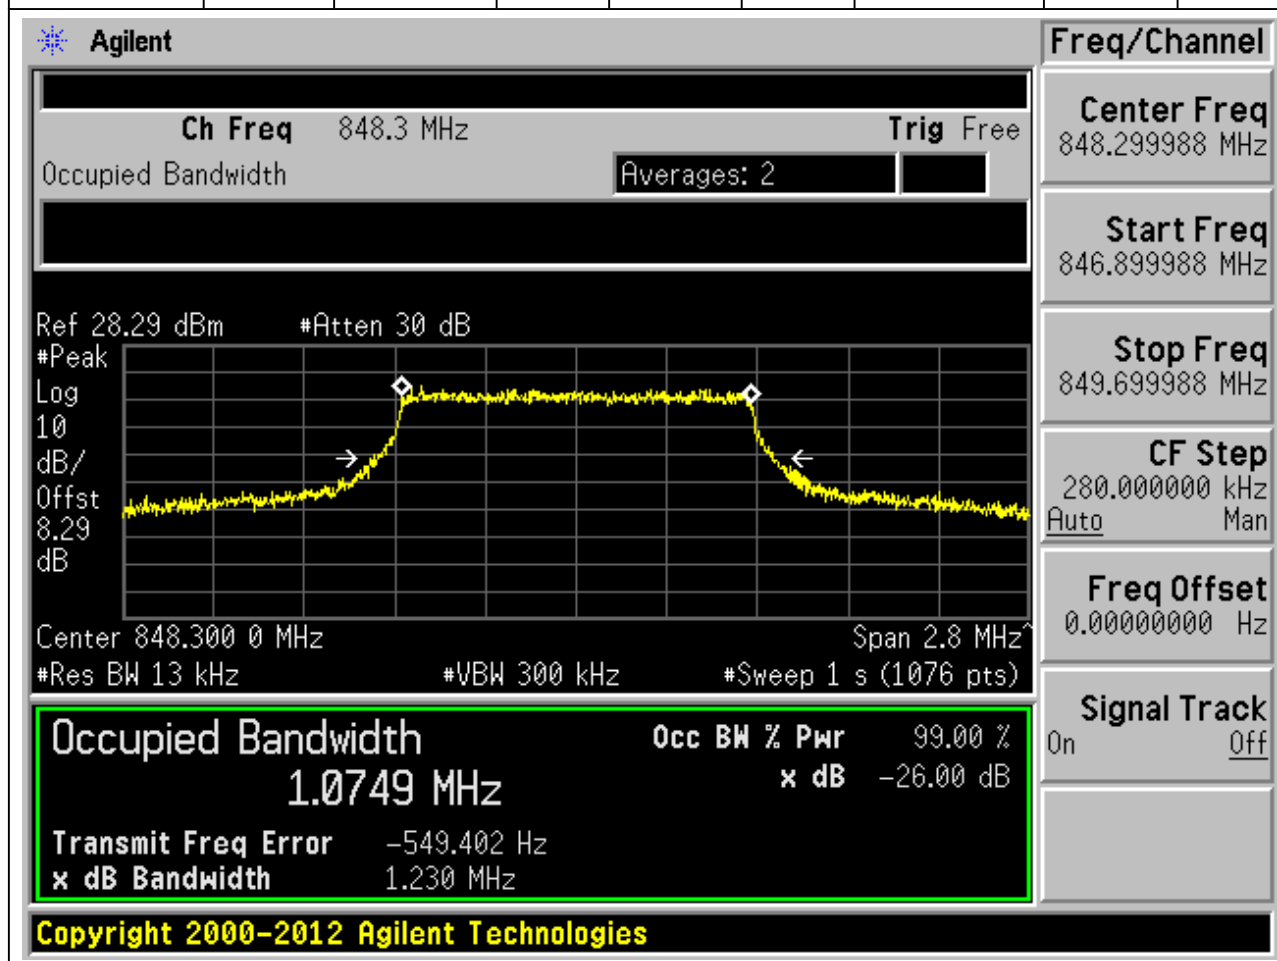 Agilent
Freq/Channel
Ch Freq 848.3 MHz Trig Free
Occupied Bandwidth Averages: 2
Center Freq
848.299988 MHz
Start Freq
846.899988 MHz
Stop Freq
849.699988 MHz
CF Step
280.000000 kHz
Auto Man
Freq Offset
0.00000000 Hz
Signal Track
On Off
Ref 28.29 dBm #Atten 30 dB
#Peak
Log
10
dB/
Offst
8.29
dB
Center 848.300 0 MHz Span 2.8 MHz^
#Res BW 13 kHz #VBW 300 kHz #Sweep 1 s (1076 pts)
Occupied Bandwidth Occ BW % Pwr 99.00 %
1.0749 MHz x dB -26.00 dB
Transmit Freq Error -549.402 Hz
x dB Bandwidth 1.230 MHz
Copyright 2000-2012 Agilent Technologies